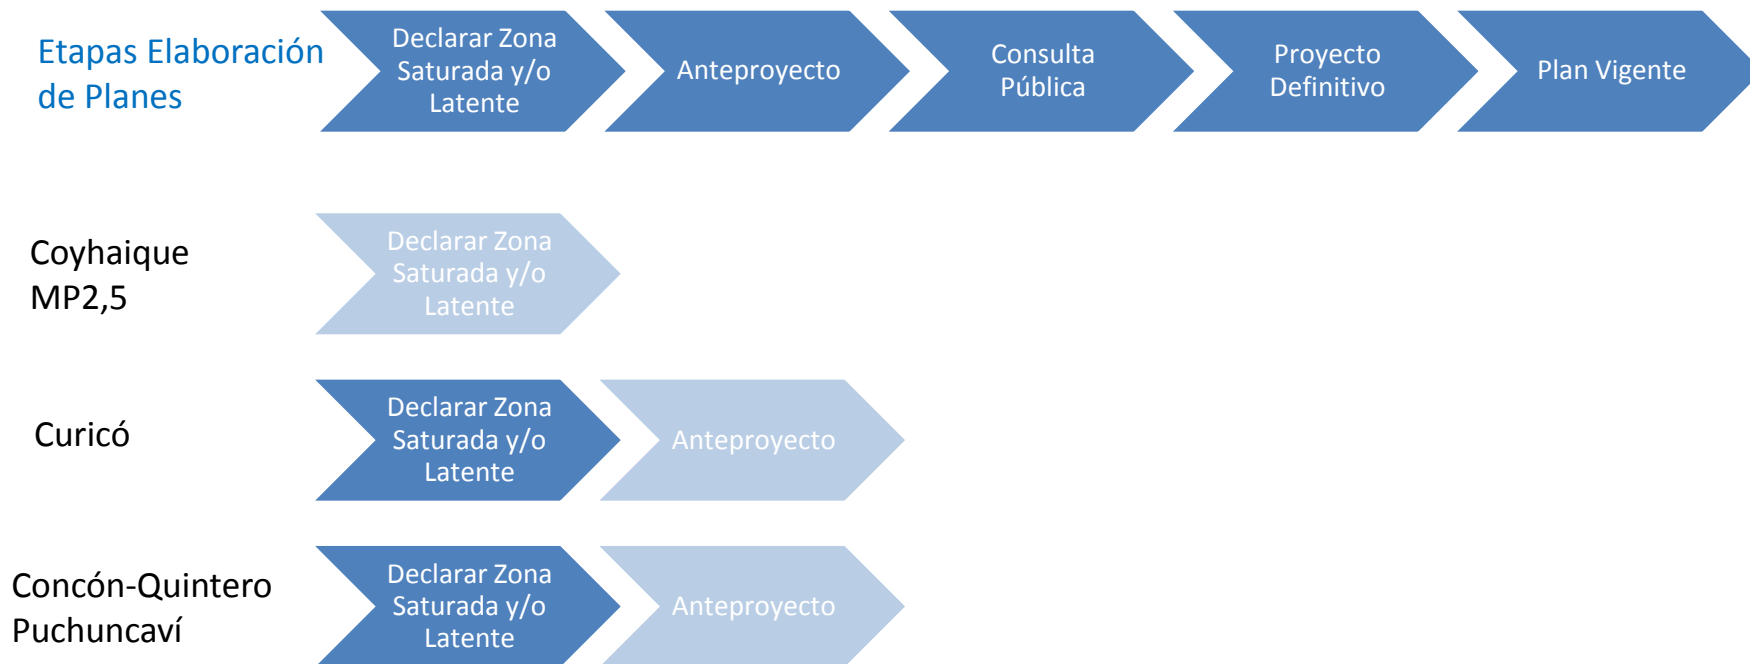 Etapas Elaboración
de Planes
Declarar Zona
Saturada y/o
Latente
Anteproyecto
Consulta
Pública
Proyecto
Definitivo
Plan Vigente
Coyhaique
MP2,5
Declarar Zona
Saturada y/o
Latente
Curicó
Declarar Zona
Saturada y/o
Latente
Anteproyecto
Concón-Quintero
Puchuncaví
Declarar Zona
Saturada y/o
Latente
Anteproyecto